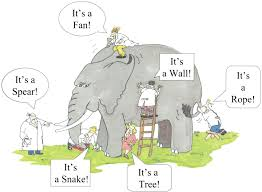 It's a
Fan!
It's a
Wall!
It's
a
Rope!
It's a
Spear!
It's
a Snake!
It's a
Tree!